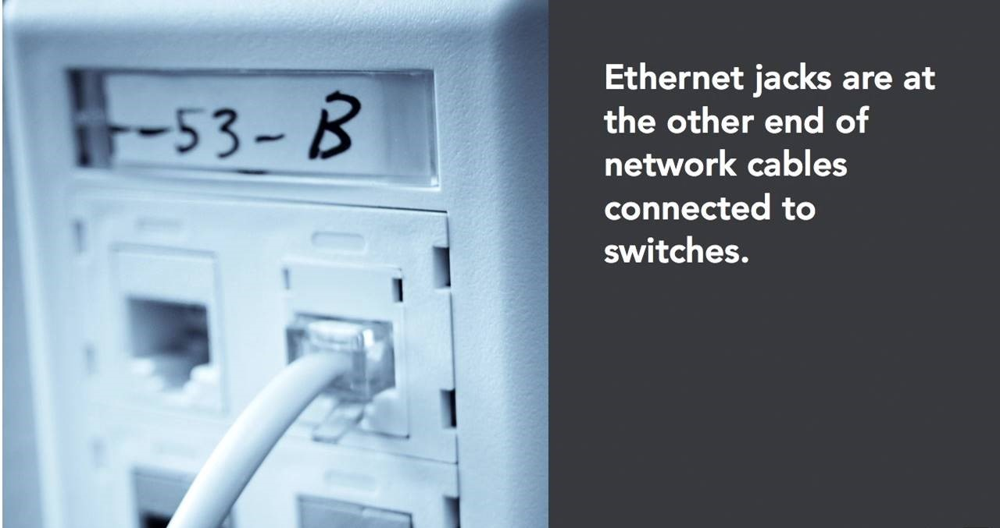 --53-B
Ethernet jacks are at
the other end of
network cables
connected to
switches.